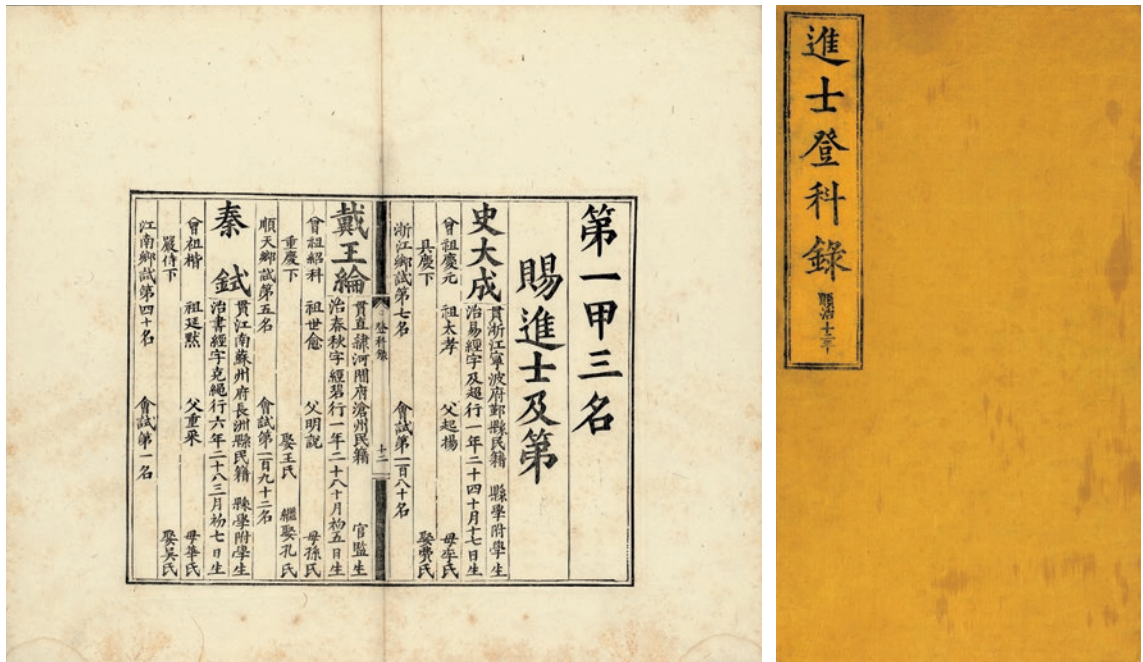 第一甲三名
賜進士及第
史大成
貫浙江寧波府鄞縣民籍 縣學附學生
治易經字及超行一年二十四十月十七日生
曾祖慶元 祖太孝 父起揚 母李氏
具慶下 娶費氏
浙江鄉試第七名 會試第一百八十名
登科錄 十二
戴王綸
貫直隸河間府滄州民籍 官監生
治春秋字經碧行一年二十八十月初五日生
曾祖紹科 祖世愈 父明說 母孫氏
重慶下 娶王氏 繼娶孔氏
順天鄉試第五名 會試第一百九十二名
秦鉽
貫江南蘇州府長洲縣民籍 縣學附學生
治書經字克繩行六年二十八三月初七日生
曾祖楷 祖廷黙 父重采 母華氏
嚴侍下 娶吳氏
江南鄉試第四十名 會試第一名
進士登科錄
順治十二年